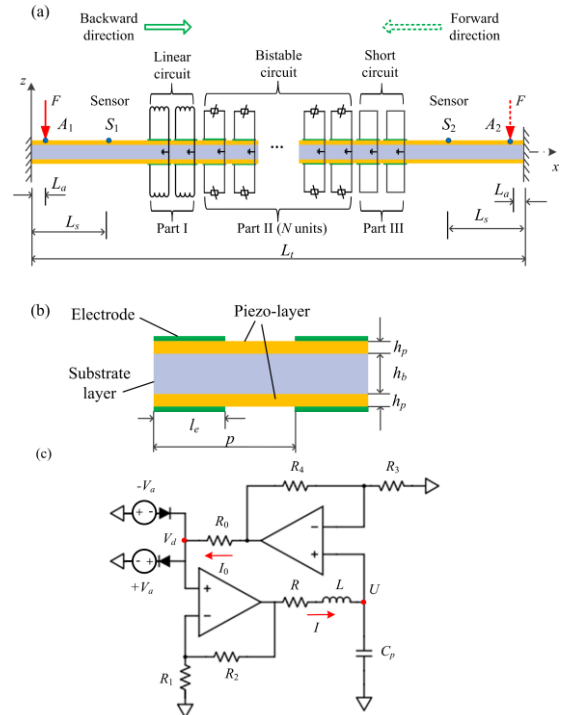 (a)
Backward
direction
Forward
direction
Linear
circuit
Bistable
circuit
Short
circuit
z
F
Sensor
Sensor
F
A₁
S₁
S₂
A₂
...
x
Lₐ
Lₐ
Lₛ
Lₛ
Part I
Part II (N units)
Part III
Lₜ
(b)
Electrode
Piezo-layer
hₚ
Substrate
layer
h_b
hₚ
lₑ
p
(c)
R₄
R₃
-Vₐ
+ -
R₀
−
V_d
+
- +
I₀
+Vₐ
+
R
L
U
−
I
Cₚ
R₂
R₁